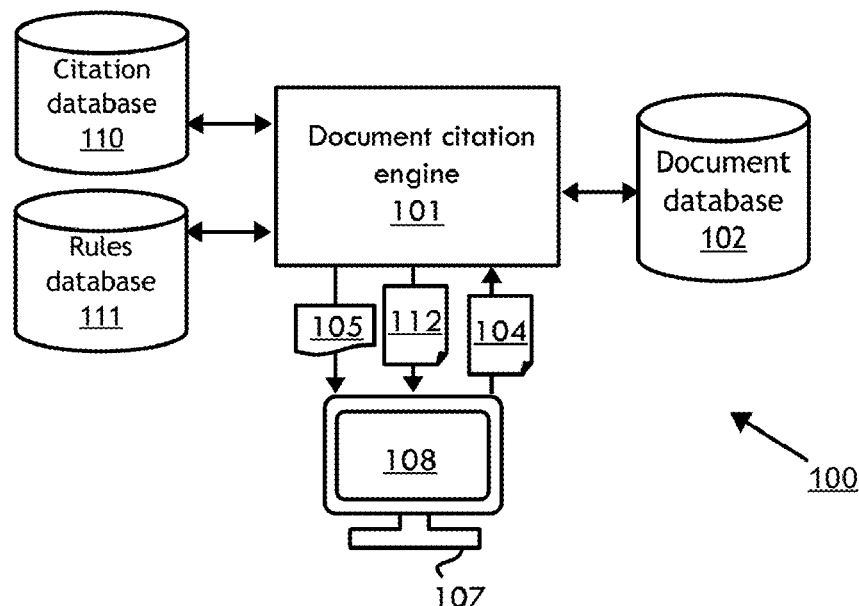 Citation
database
110
Document citation
engine
101
Document
database
102
Rules
database
111
105
112
104
108
100
107